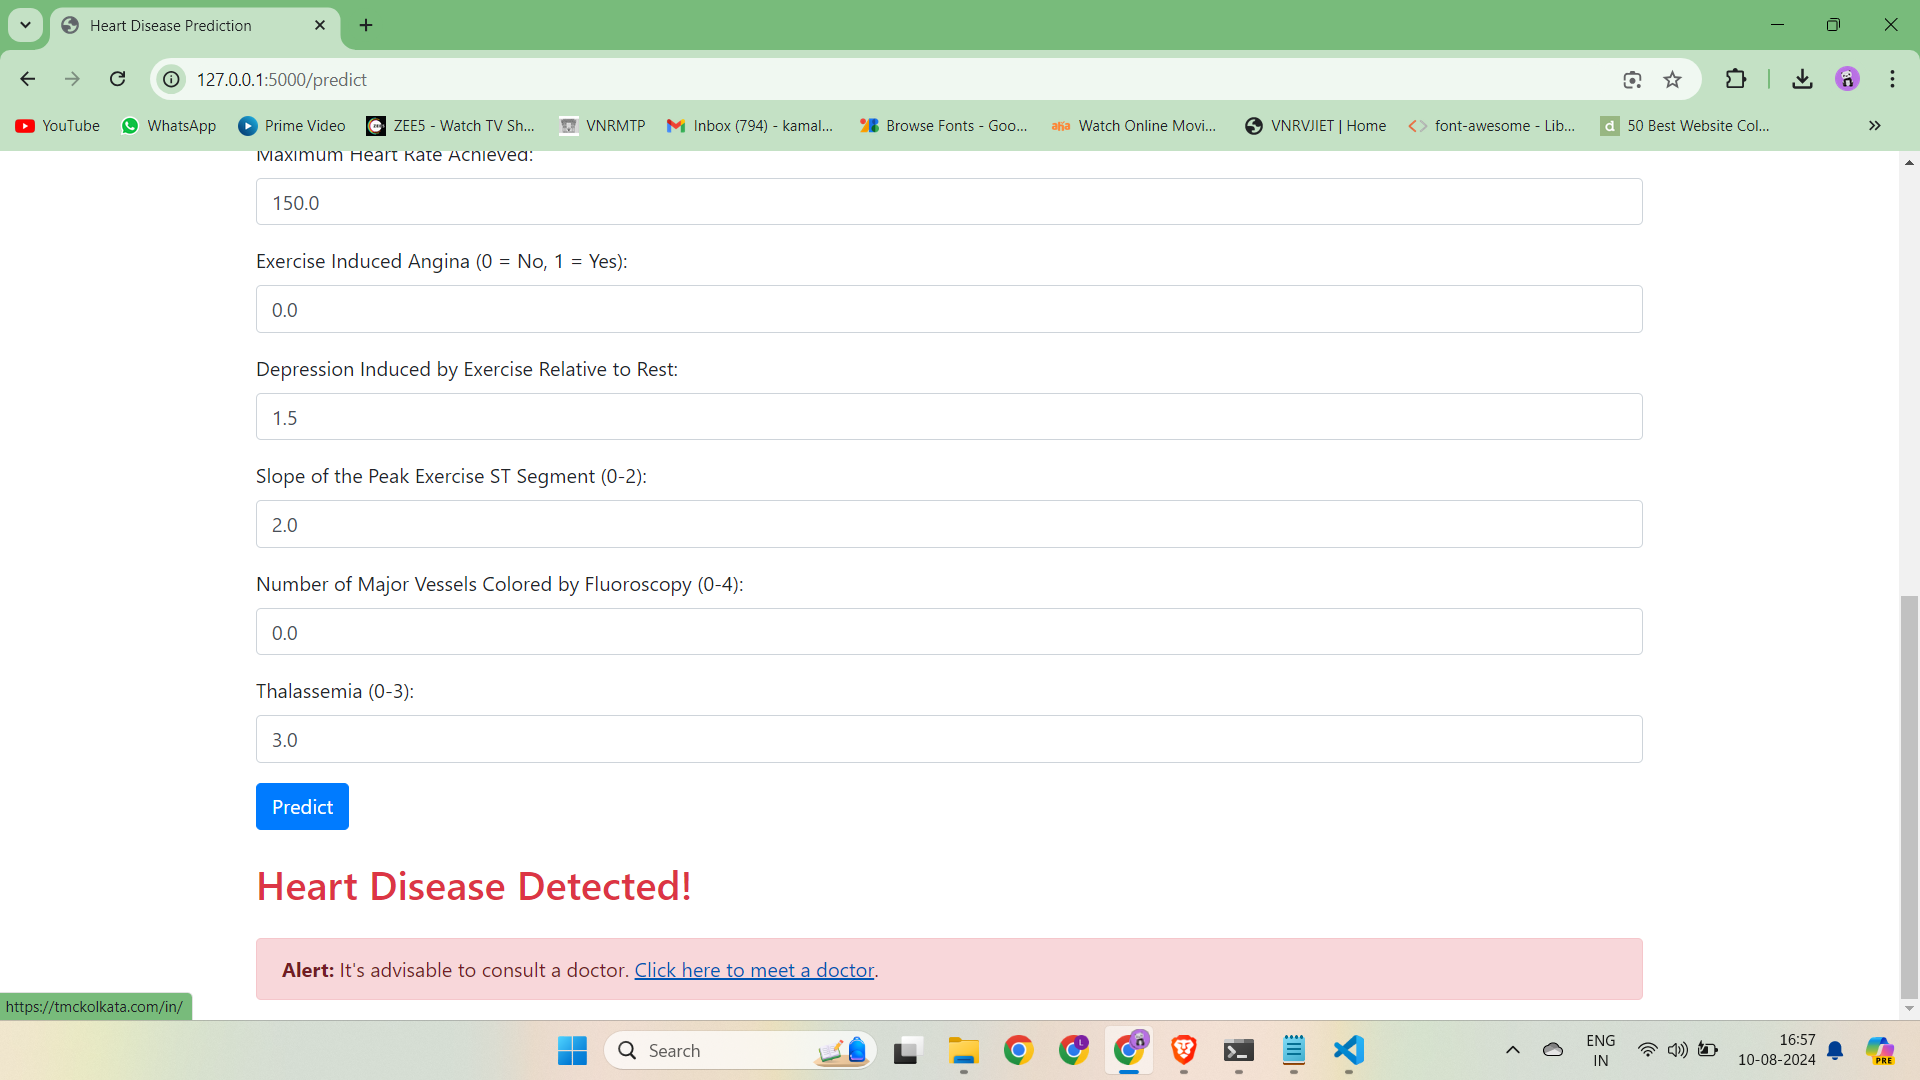 Heart Disease Prediction
127.0.0.1:5000/predict
YouTube WhatsApp Prime Video ZEE5 - Watch TV Sh... VNRMTP Inbox (794) - kamal... Browse Fonts - Goo... aha Watch Online Movi... VNRVJIET | Home font-awesome - Lib... d 50 Best Website Col...
Maximum Heart Rate Achieved:
150.0
Exercise Induced Angina (0 = No, 1 = Yes):
0.0
Depression Induced by Exercise Relative to Rest:
1.5
Slope of the Peak Exercise ST Segment (0-2):
2.0
Number of Major Vessels Colored by Fluoroscopy (0-4):
0.0
Thalassemia (0-3):
3.0
Predict
Heart Disease Detected!
Alert: It's advisable to consult a doctor. Click here to meet a doctor.
https://tmckolkata.com/in/
Search
L
ENG
IN
16:57
10-08-2024
PRE